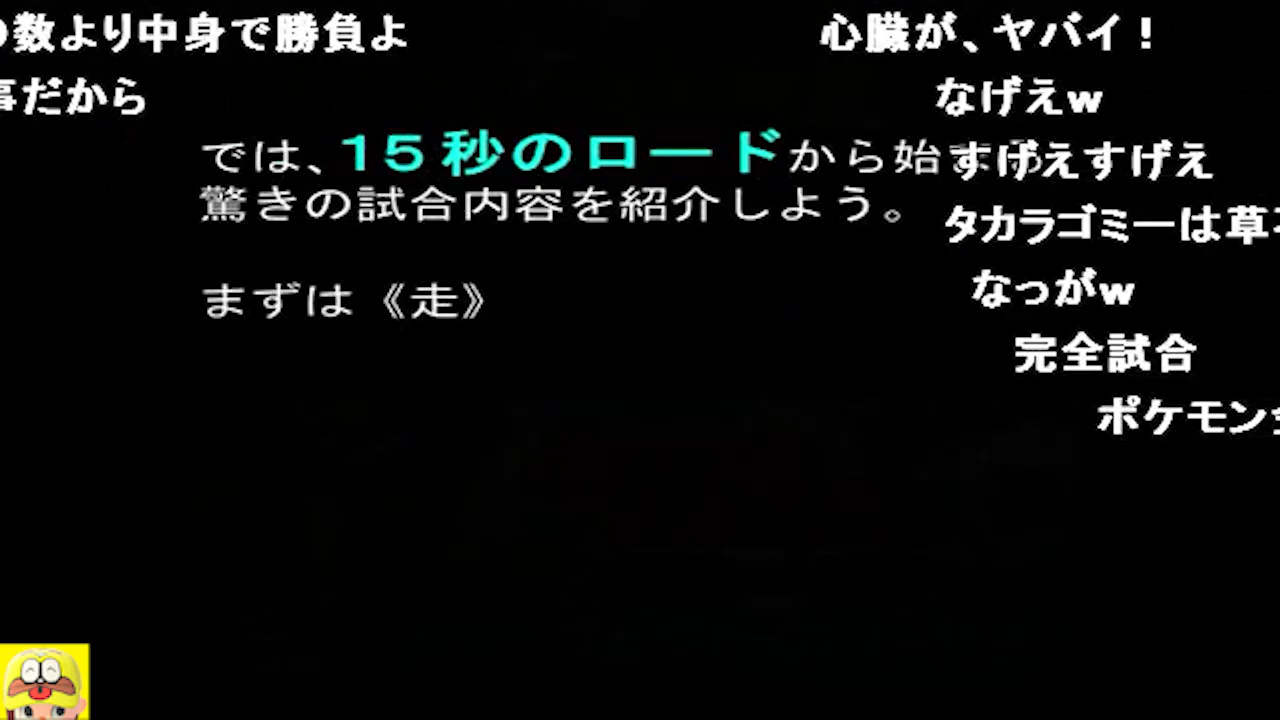 の数より中身で勝負よ
心臓が、ヤバイ！
事だから
なげえw
では、15秒のロードから始まる
すげえすげえ
驚きの試合内容を紹介しよう。
タカラゴミーは草
なっがw
まずは《走》
完全試合
ポケモン